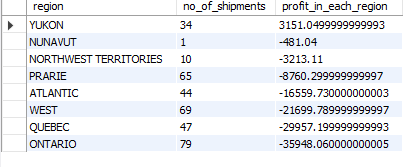 region no_of_shipments profit_in_each_region
YUKON 34 3151.0499999999993
NUNAVUT 1 -481.04
NORTHWEST TERRITORIES 10 -3213.11
PRARIE 65 -8760.299999999997
ATLANTIC 44 -16559.730000000003
WEST 69 -21699.789999999997
QUEBEC 47 -29957.199999999993
ONTARIO 79 -35948.060000000005